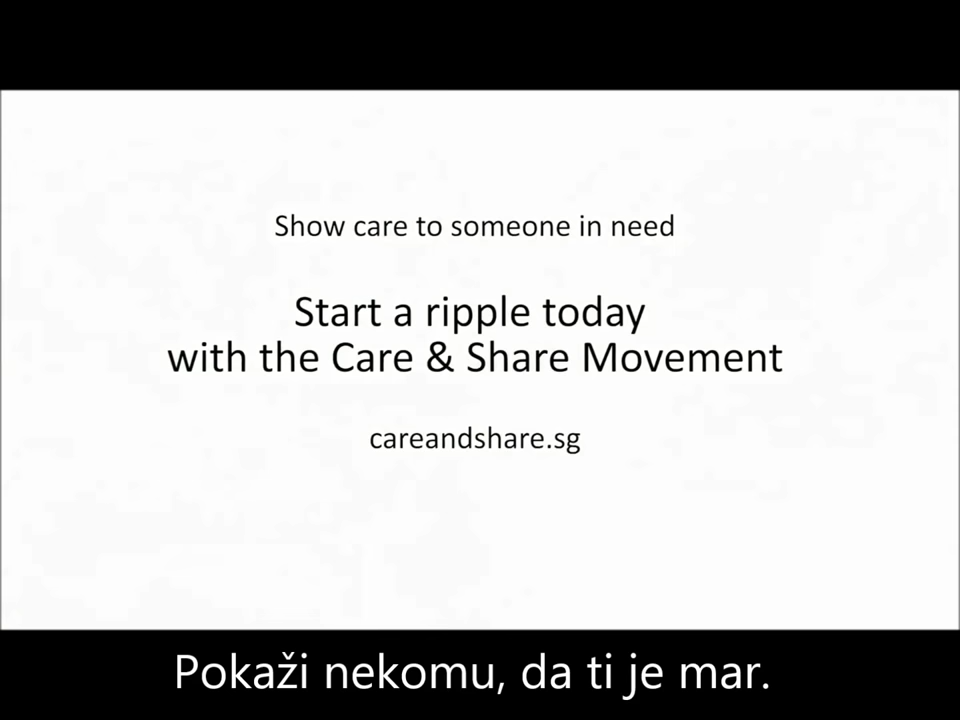 Show care to someone in need
Start a ripple today
with the Care & Share Movement
careandshare.sg
Pokaži nekomu, da ti je mar.